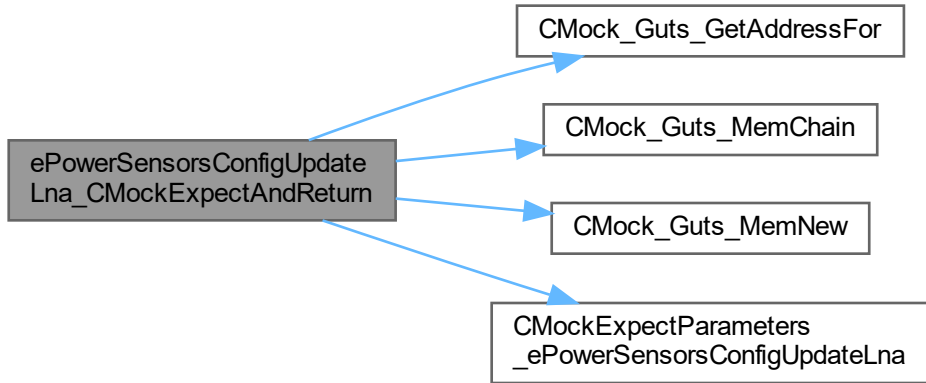 ePowerSensorsConfigUpdate
Lna_CMockExpectAndReturn
CMock_Guts_GetAddressFor
CMock_Guts_MemChain
CMock_Guts_MemNew
CMockExpectParameters
_ePowerSensorsConfigUpdateLna